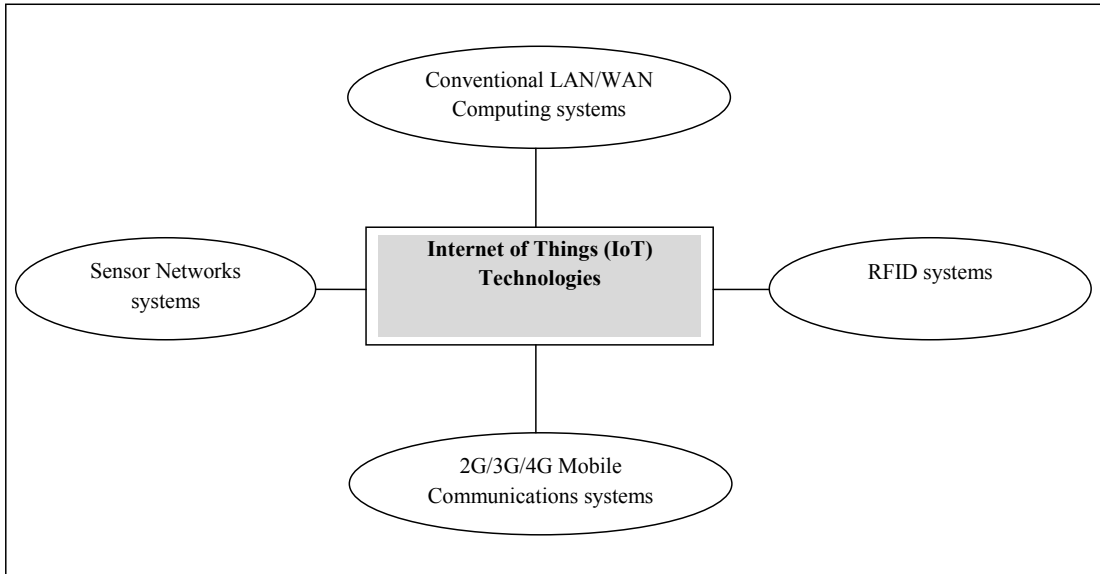 Conventional LAN/WAN
Computing systems
Internet of Things (IoT)
Technologies
Sensor Networks
systems
RFID systems
2G/3G/4G Mobile
Communications systems